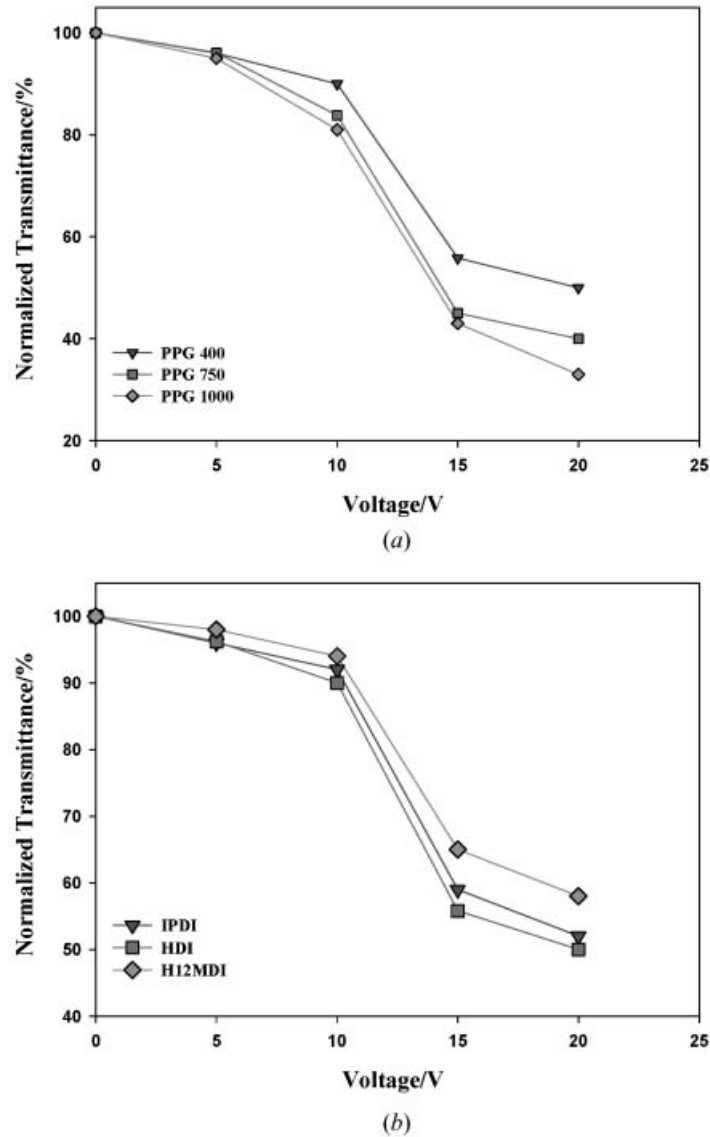 Normalized Transmittance/%
100
80
60
40
20
PPG 400
PPG 750
PPG 1000
0 5 10 15 20 25
Voltage/V
(a)
Normalized Transmittance/%
100
90
80
70
60
50
40
IPDI
HDI
H12MDI
0 5 10 15 20 25
Voltage/V
(b)